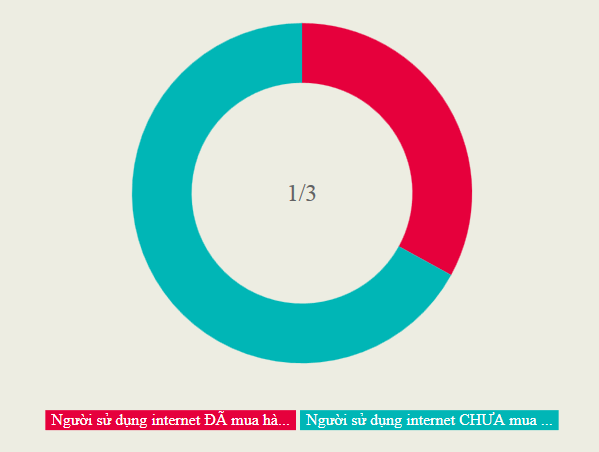 1/3
Người sử dụng internet ĐÃ mua hà...
Người sử dụng internet CHƯA mua ...